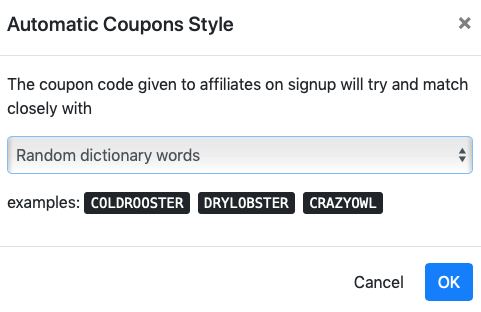 Automatic Coupons Style ×
The coupon code given to affiliates on signup will try and match
closely with
Random dictionary words
examples: COLDROOSTER DRYLOBSTER CRAZYOWL
Cancel OK